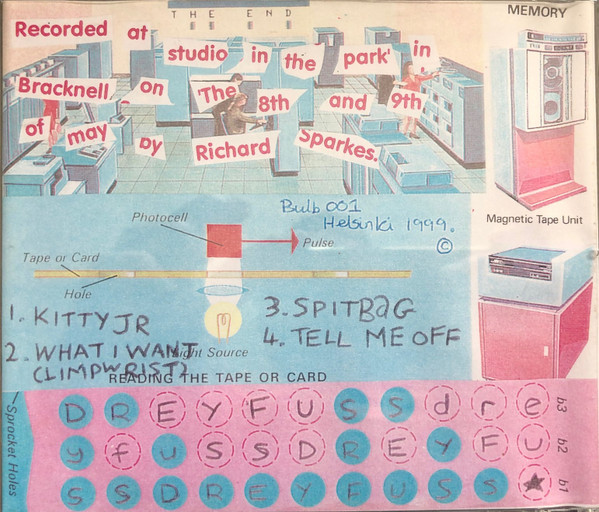 THE END
MEMORY
Recorded at studio in the park' in
'Bracknell, on 'The 8th and 9th
of may by Richard Sparkes.
Magnetic Tape Unit
Bulb 001
Helsinki 1999.
©
Photocell
Pulse
Tape or Card
Hole
Light Source
1. KITTY JR
2. WHAT I WANT
(LIMPWRIST)
3. SPITBaG
4. TELL ME OFF
READING THE TAPE OR CARD
Sprocket Holes
D R E Y F U S S d r e b3
y f u S S D R E Y F U b2
S S D R E Y F U S S b1